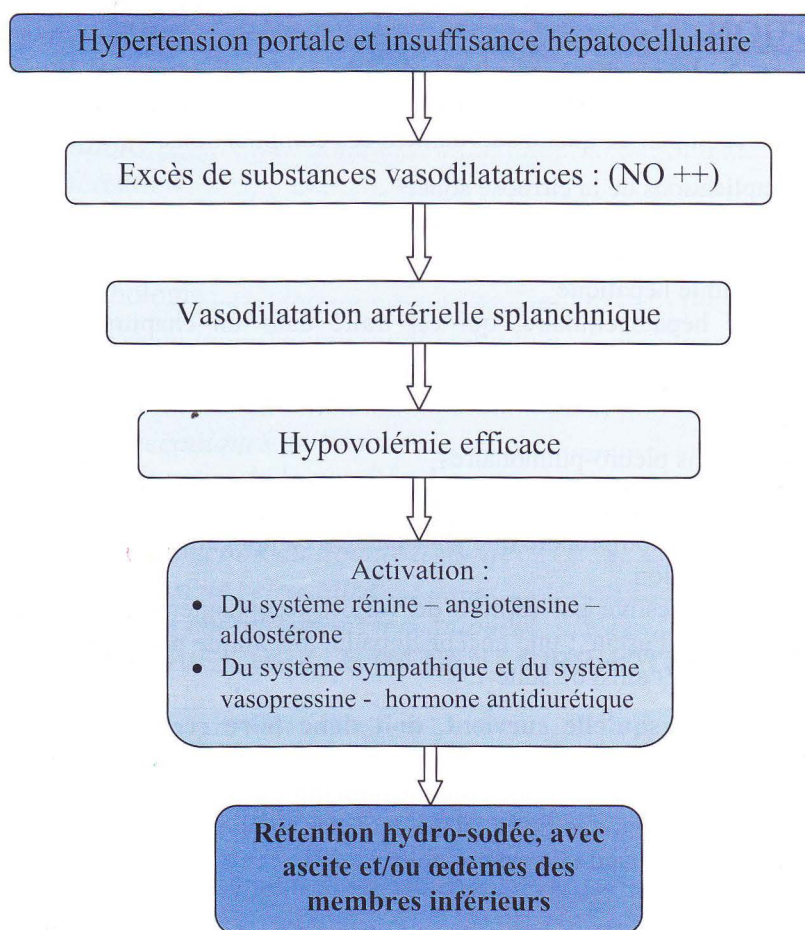 Hypertension portale et insuffisance hépatocellulaire
Excès de substances vasodilatatrices : (NO ++)
Vasodilatation artérielle splanchnique
Hypovolémie efficace
Activation :
• Du système rénine – angiotensine –
aldostérone
• Du système sympathique et du système
vasopressine - hormone antidiurétique
Rétention hydro-sodée, avec
ascite et/ou œdèmes des
membres inférieurs